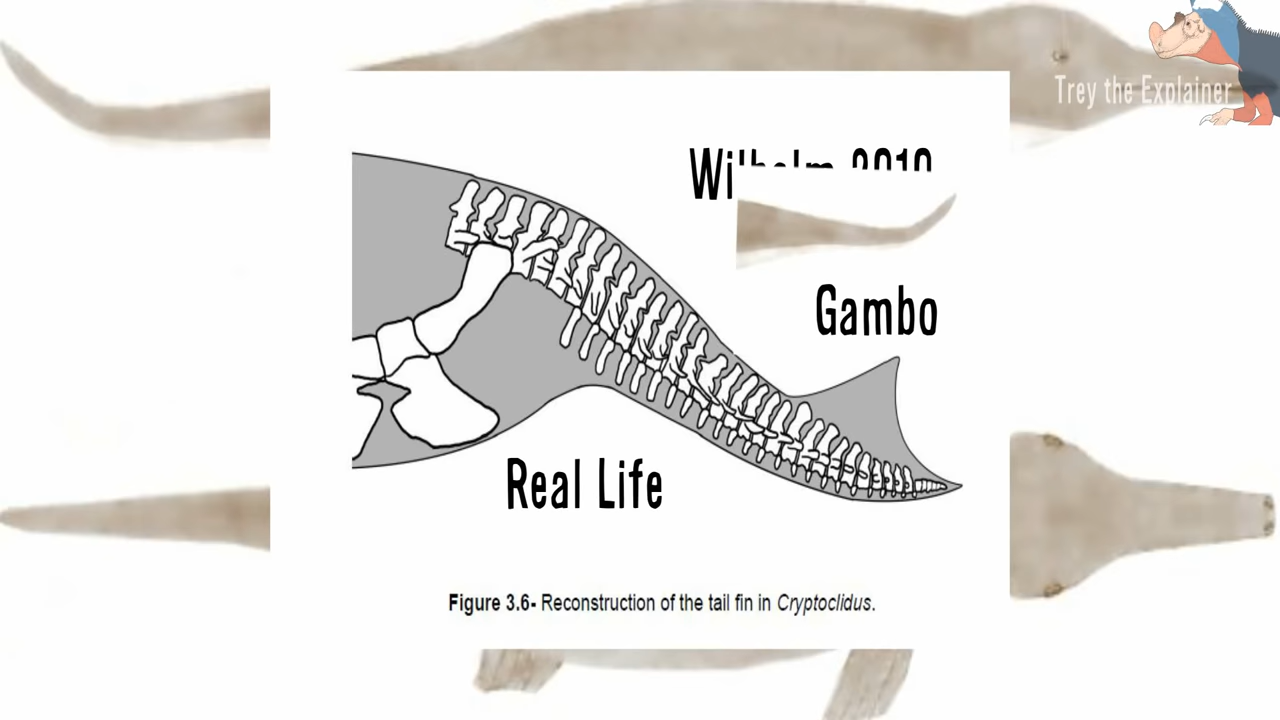 Trey the Explainer
Gambo
Real Life
Figure 3.6- Reconstruction of the tail fin in Cryptoclidus.